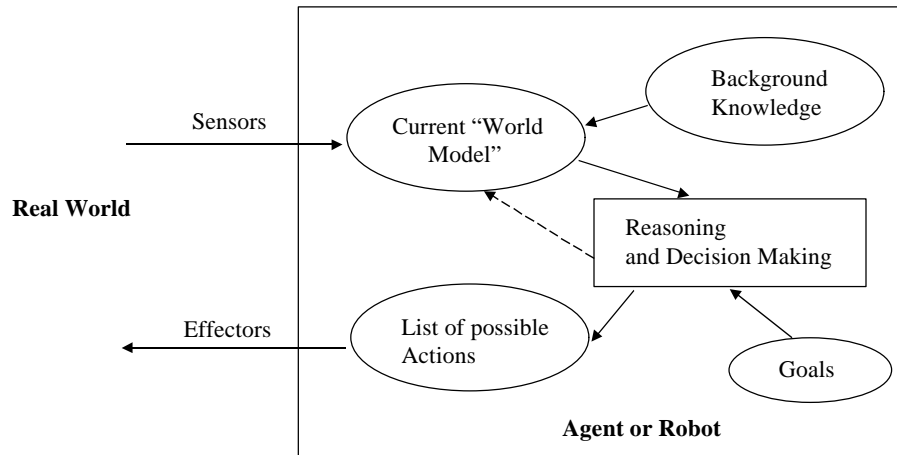 Background
Knowledge
Sensors
Current “World
Model”
Real World
Reasoning
and Decision Making
Effectors
List of possible
Actions
Goals
Agent or Robot